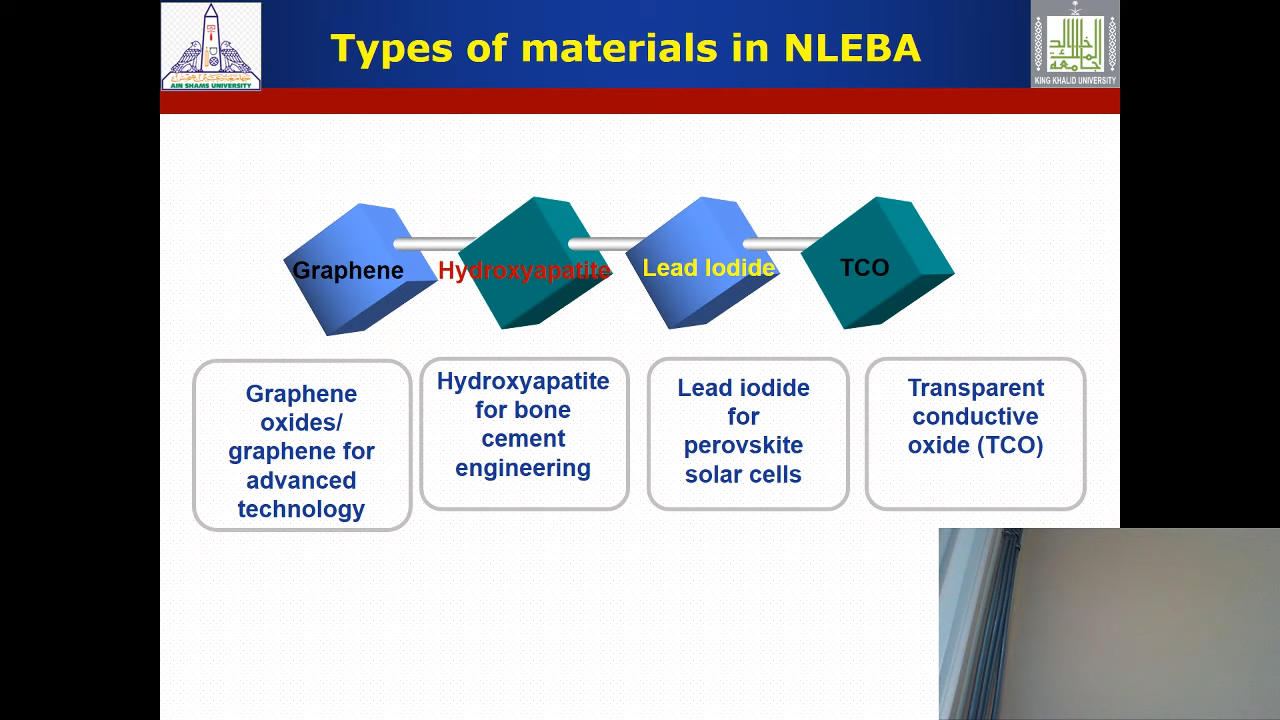 Types of materials in NLEBA
AIN SHAMS UNIVERSITY
KING KHALID UNIVERSITY
Graphene
Hydroxyapatite
Lead Iodide
TCO
Graphene
oxides/
graphene for
advanced
technology
Hydroxyapatite
for bone
cement
engineering
Lead iodide
for
perovskite
solar cells
Transparent
conductive
oxide (TCO)